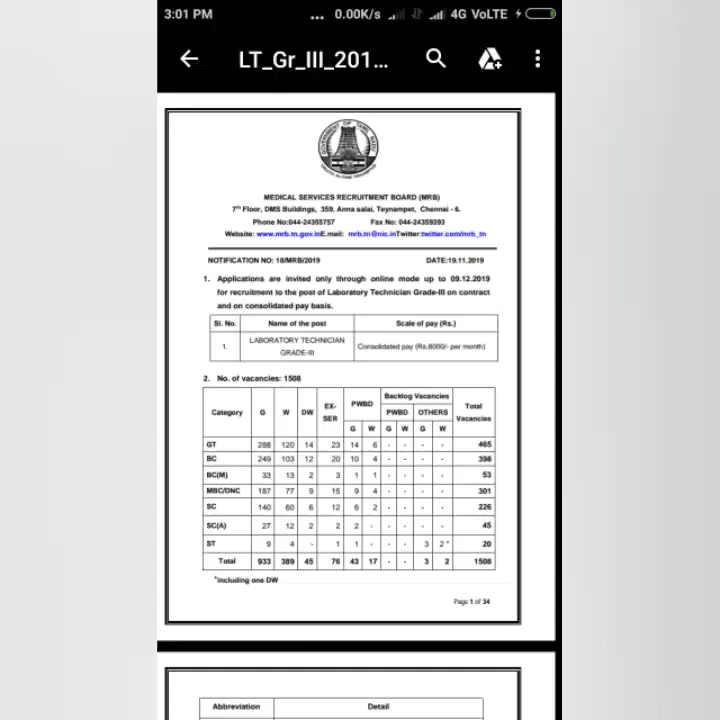 3:01 PM ... 0.00K/s 4G VoLTE
LT_Gr_III_201...
GOVERNMENT OF TAMIL NADU
MEDICAL SERVICES RECRUITMENT BOARD (MRB)
7th Floor, DMS Buildings, 359, Anna salai, Teynampet, Chennai - 6.
Phone No:044-24355757 Fax No: 044-24359393
Website: www.mrb.tn.gov.inE.mail: mrb.tn@nic.inTwitter:twitter.com/mrb_tn
NOTIFICATION NO: 18/MRB/2019 DATE:19.11.2019
1. Applications are invited only through online mode up to 09.12.2019
for recruitment to the post of Laboratory Technician Grade-III on contract
and on consolidated pay basis.
Sl. No. Name of the post Scale of pay (Rs.)
1. LABORATORY TECHNICIAN GRADE-III Consolidated pay (Rs.8000/- per month)
2. No. of vacancies: 1508
Category G W DW EX-SER PWBD Backlog Vacancies Total Vacancies
PWBD OTHERS
G W G W G W
GT 288 120 14 23 14 6 - - - - 465
BC 249 103 12 20 10 4 - - - - 398
BC(M) 33 13 2 3 1 1 - - - - 53
MBC/DNC 187 77 9 15 9 4 - - - - 301
SC 140 60 6 12 6 2 - - - - 226
SC(A) 27 12 2 2 2 - - - - - 45
ST 9 4 - 1 1 - - - 3 2* 20
Total 933 389 45 76 43 17 - - 3 2 1508
*including one DW
Page 1 of 34
Abbreviation Detail